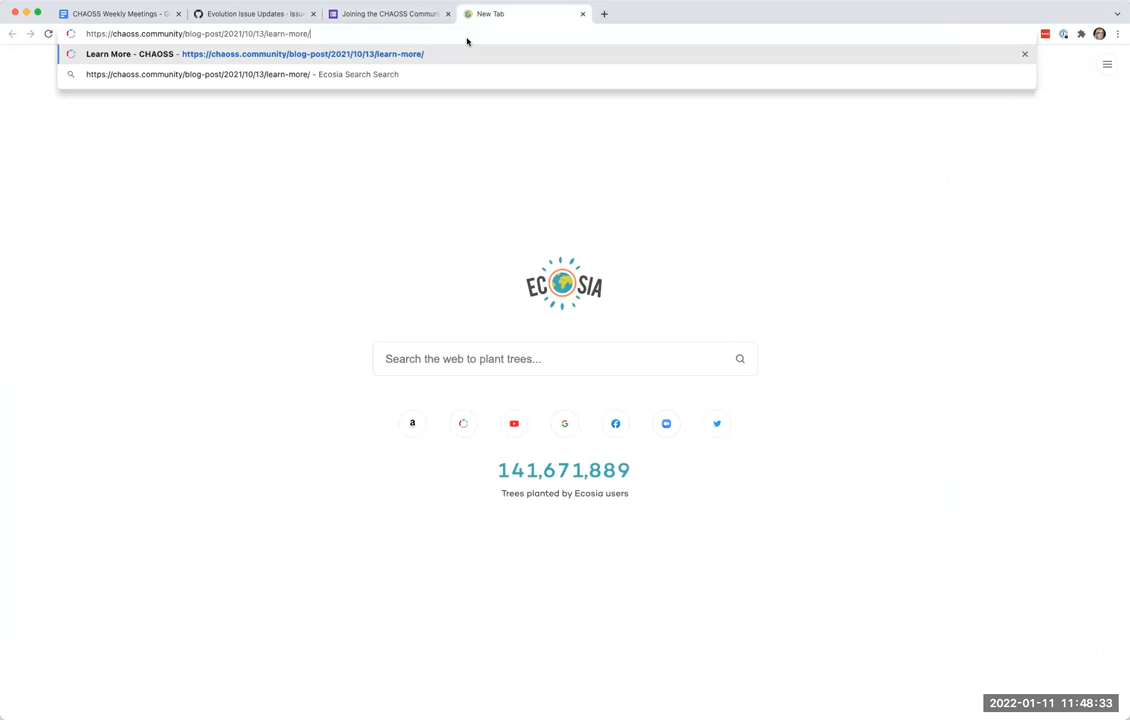 CHAOSS Weekly Meetings - G
Evolution Issue Updates · Issu
Joining the CHAOSS Commun
New Tab
https://chaoss.community/blog-post/2021/10/13/learn-more/
Learn More - CHAOSS - https://chaoss.community/blog-post/2021/10/13/learn-more/
https://chaoss.community/blog-post/2021/10/13/learn-more/ - Ecosia Search Search
ECOSIA
Search the web to plant trees...
141,671,889
Trees planted by Ecosia users
2022-01-11 11:48:33